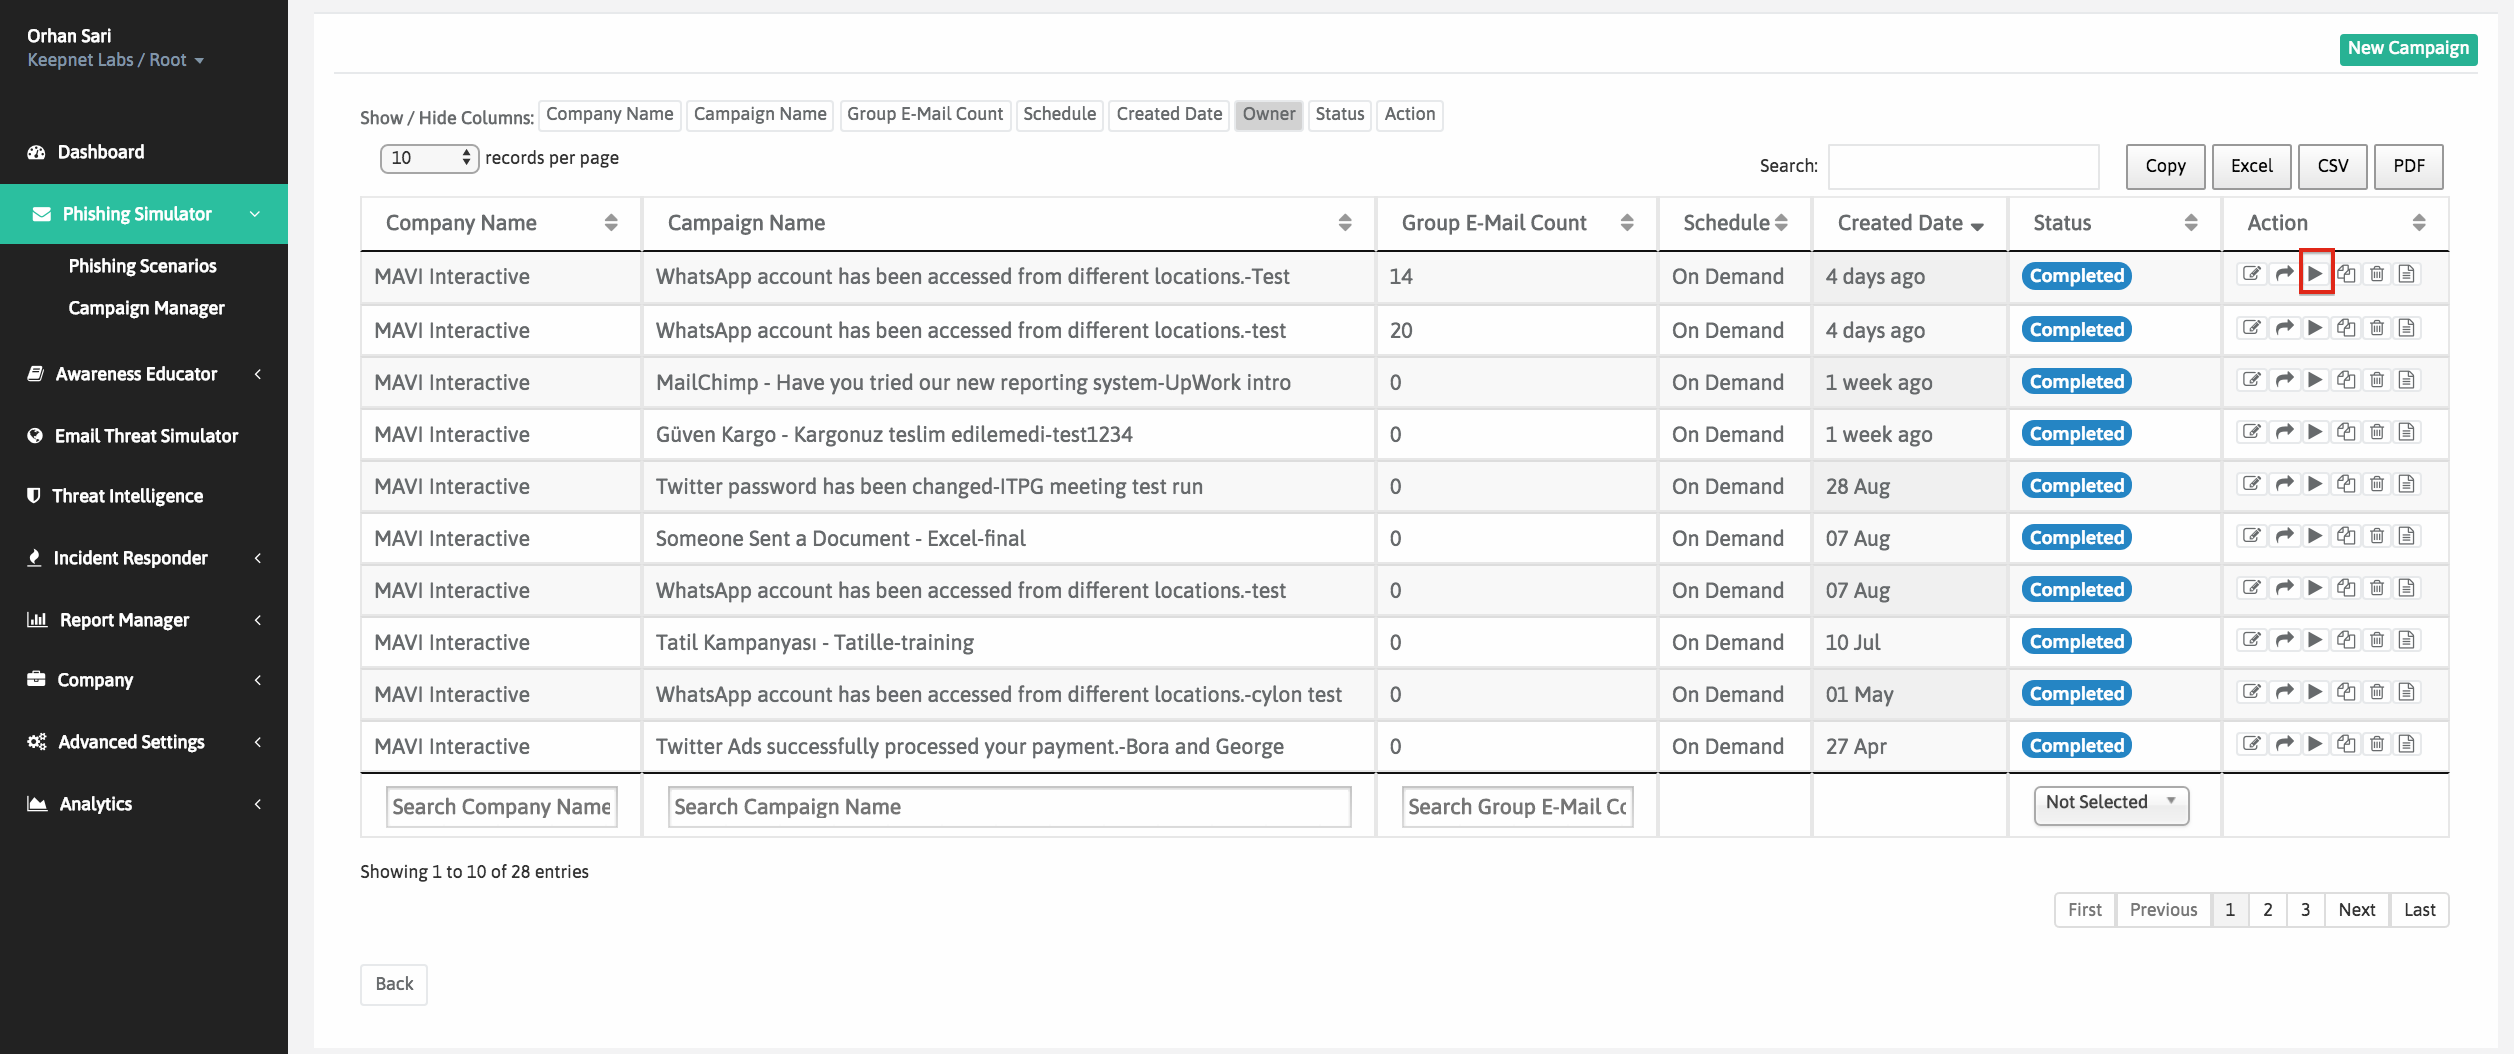 Orhan Sari
Keepnet Labs / Root
Dashboard
Phishing Simulator
Phishing Scenarios
Campaign Manager
Awareness Educator
Email Threat Simulator
Threat Intelligence
Incident Responder
Report Manager
Company
Advanced Settings
Analytics
New Campaign
Show / Hide Columns: Company Name Campaign Name Group E-Mail Count Schedule Created Date Owner Status Action
10 records per page
Search: Copy Excel CSV PDF
Company Name Campaign Name Group E-Mail Count Schedule Created Date Status Action
MAVI Interactive WhatsApp account has been accessed from different locations.-Test 14 On Demand 4 days ago Completed
MAVI Interactive WhatsApp account has been accessed from different locations.-test 20 On Demand 4 days ago Completed
MAVI Interactive MailChimp - Have you tried our new reporting system-UpWork intro 0 On Demand 1 week ago Completed
MAVI Interactive Güven Kargo - Kargonuz teslim edilemedi-test1234 0 On Demand 1 week ago Completed
MAVI Interactive Twitter password has been changed-ITPG meeting test run 0 On Demand 28 Aug Completed
MAVI Interactive Someone Sent a Document - Excel-final 0 On Demand 07 Aug Completed
MAVI Interactive WhatsApp account has been accessed from different locations.-test 0 On Demand 07 Aug Completed
MAVI Interactive Tatil Kampanyası - Tatille-training 0 On Demand 10 Jul Completed
MAVI Interactive WhatsApp account has been accessed from different locations.-cylon test 0 On Demand 01 May Completed
MAVI Interactive Twitter Ads successfully processed your payment.-Bora and George 0 On Demand 27 Apr Completed
Search Company Name Search Campaign Name Search Group E-Mail Co Not Selected
Showing 1 to 10 of 28 entries
First Previous 1 2 3 Next Last
Back